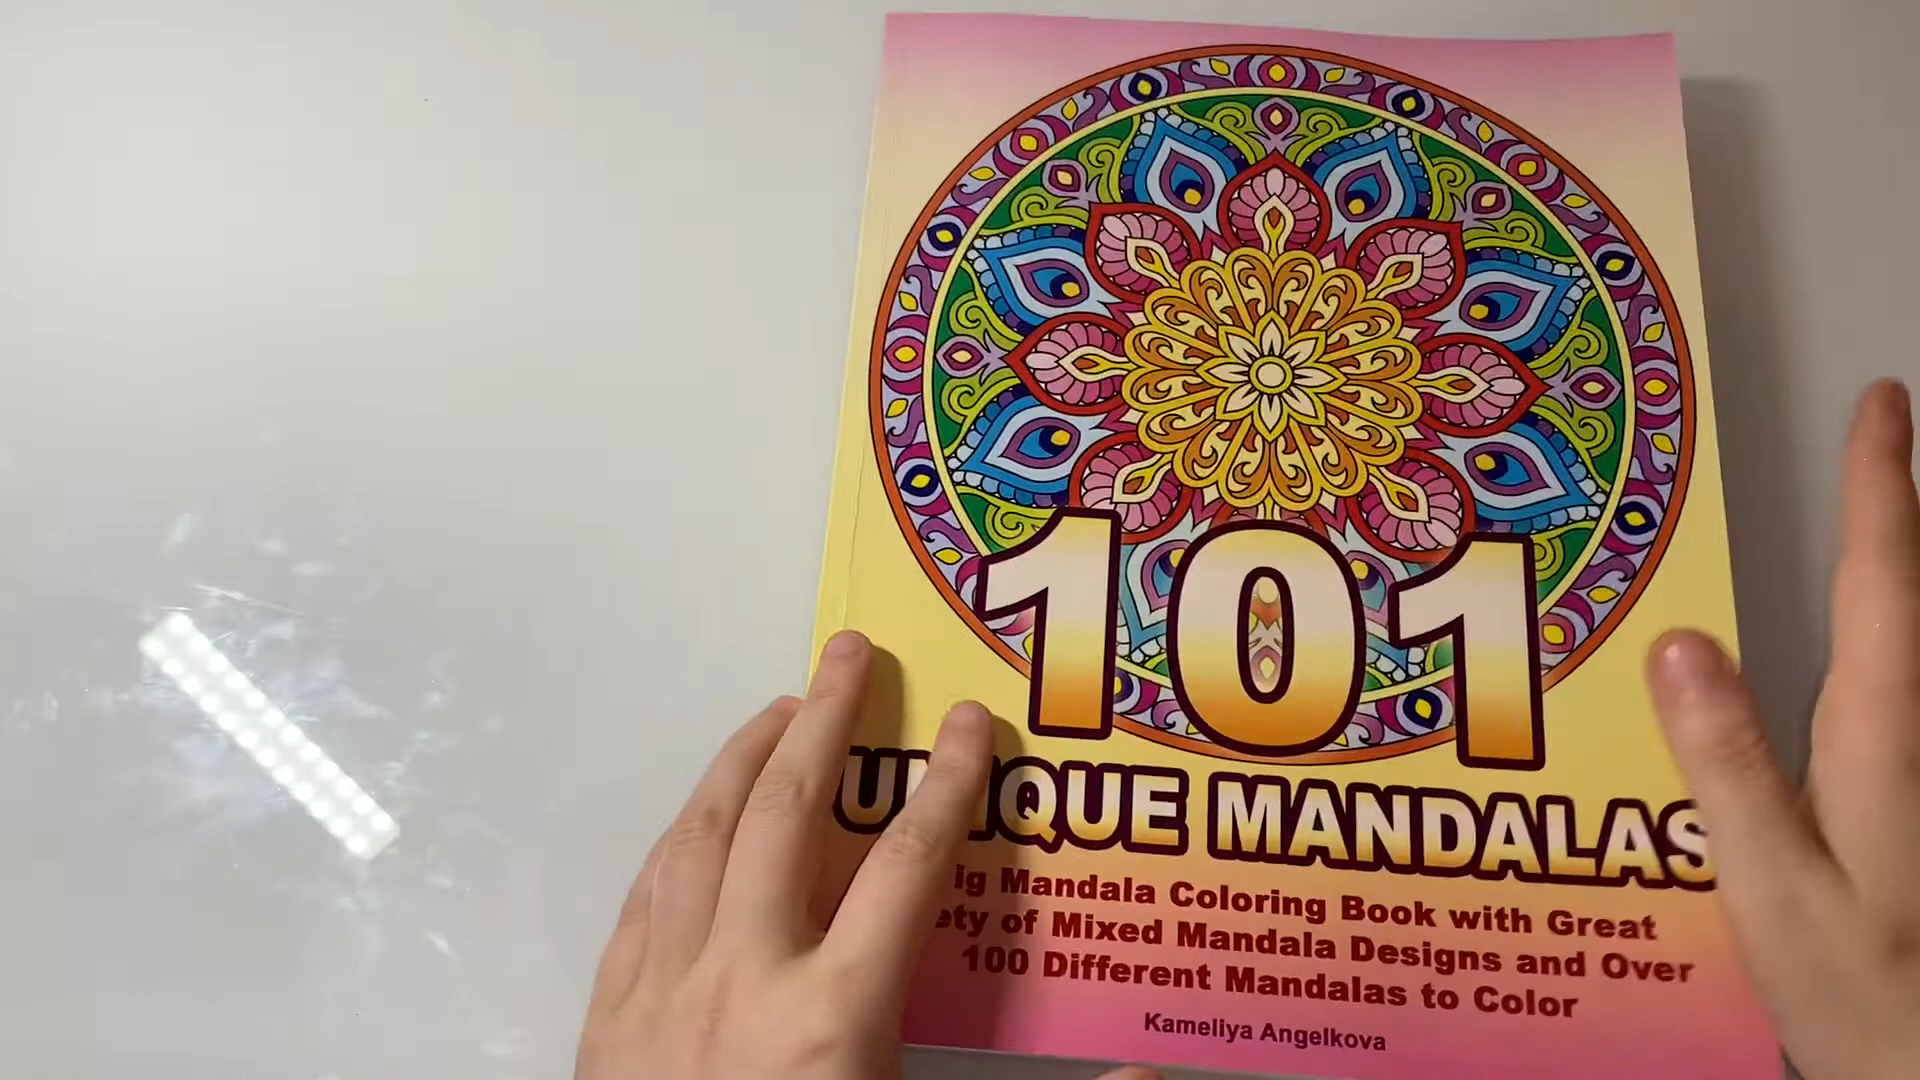 101
UNIQUE MANDALAS
ig Mandala Coloring Book with Great
ety of Mixed Mandala Designs and Over
100 Different Mandalas to Color
Kameliya Angelkova